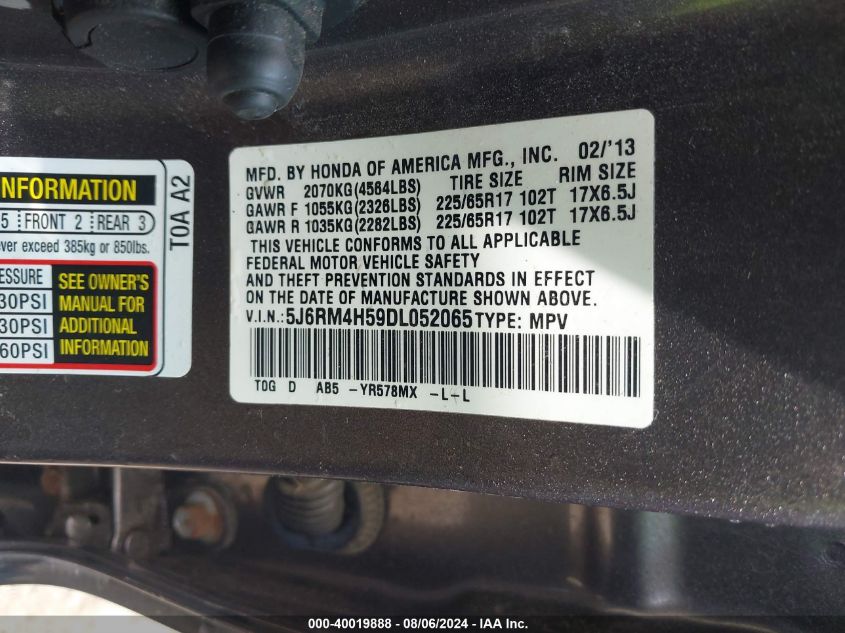 MFD. BY HONDA OF AMERICA MFG., INC. 02/'13
GVWR 2070KG(4564LBS) TIRE SIZE RIM SIZE
GAWR F 1055KG(2326LBS) 225/65R17 102T 17X6.5J
GAWR R 1035KG(2282LBS) 225/65R17 102T 17X6.5J
THIS VEHICLE CONFORMS TO ALL APPLICABLE
FEDERAL MOTOR VEHICLE SAFETY
AND THEFT PREVENTION STANDARDS IN EFFECT
ON THE DATE OF MANUFACTURE SHOWN ABOVE.
V.I.N.: 5J6RM4H59DL052065 TYPE: MPV
T0G D AB5 -YR578MX -L-L
INFORMATION
5 FRONT 2 REAR 3
exceed 385kg or 850lbs.
30PSI
30PSI
60PSI
SEE OWNER'S
MANUAL FOR
ADDITIONAL
INFORMATION
T0A A2
000-40019888 - 08/06/2024 - IAAI Inc.